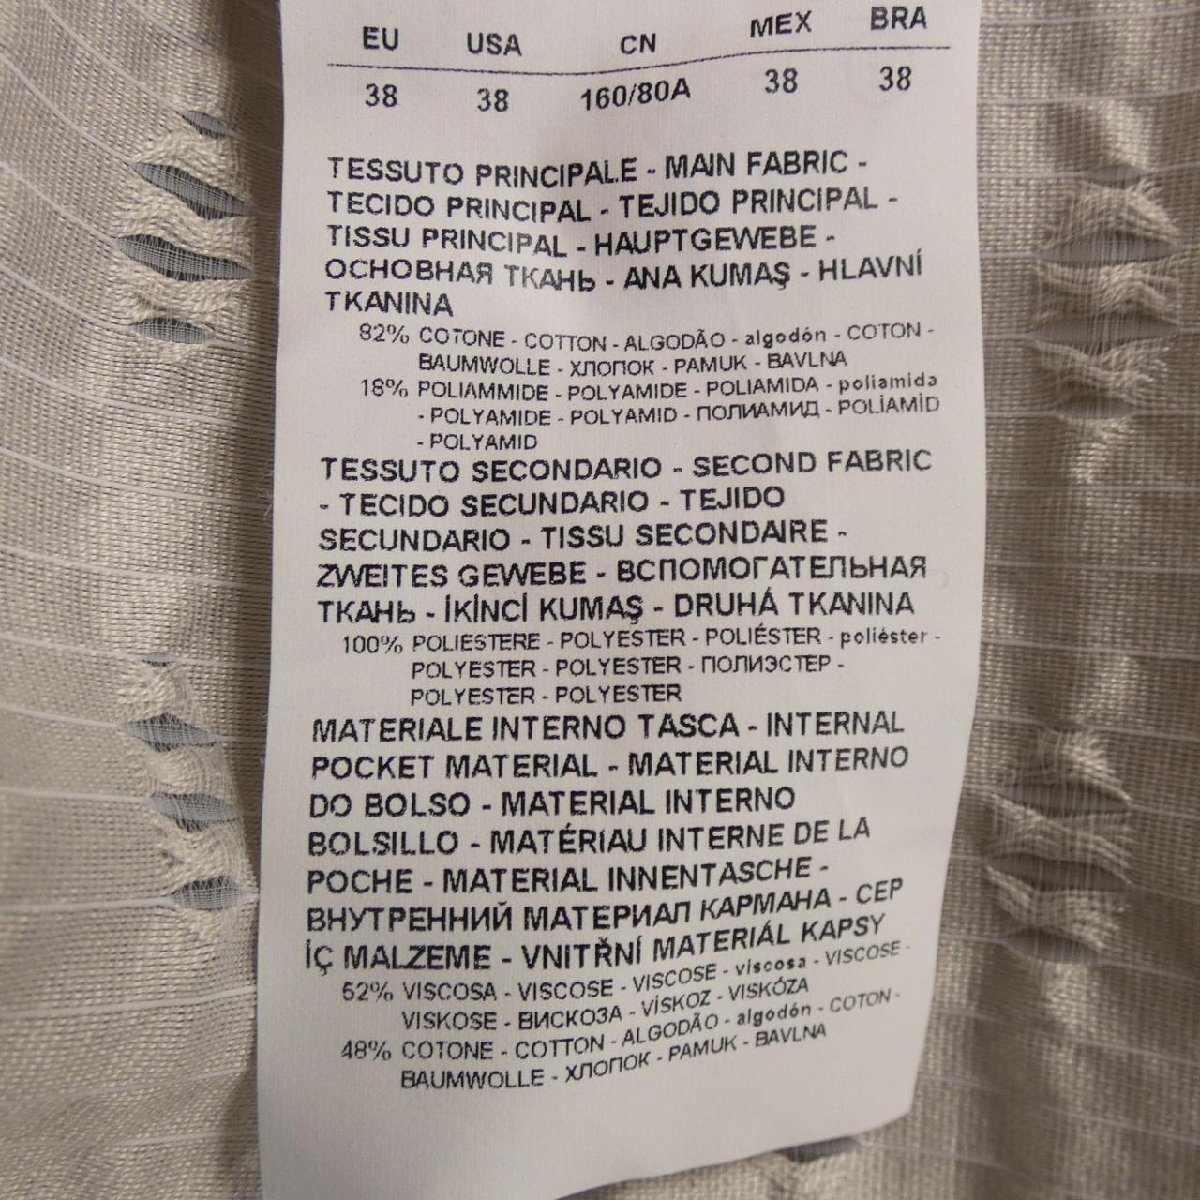 EU USA CN MEX BRA
38 38 160/80A 38 38
TESSUTO PRINCIPALE - MAIN FABRIC -
TECIDO PRINCIPAL - TEJIDO PRINCIPAL -
TISSU PRINCIPAL - HAUPTGEWEBE -
ОСНОВНАЯ ТКАНЬ - ANA KUMAŞ - HLAVNÍ
TKANINA
82% COTONE - COTTON - ALGODÃO - algodón - COTON -
BAUMWOLLE - ХЛОПОК - PAMUK - BAVLNA
18% POLIAMMIDE - POLYAMIDE - POLIAMIDA - poliamida
- POLYAMIDE - POLYAMID - ПОЛИАМИД - POLİAMİD
- POLYAMID
TESSUTO SECONDARIO - SECOND FABRIC
- TECIDO SECUNDARIO - TEJIDO
SECUNDARIO - TISSU SECONDAIRE -
ZWEITES GEWEBE - ВСПОМОГАТЕЛЬНАЯ
ТКАНЬ - İKİNCİ KUMAŞ - DRUHÁ TKANINA
100% POLIESTERE - POLYESTER - POLIÉSTER - poliéster -
POLYESTER - POLYESTER - ПОЛИЭСТЕР -
POLYESTER - POLYESTER
MATERIALE INTERNO TASCA - INTERNAL
POCKET MATERIAL - MATERIAL INTERNO
DO BOLSO - MATERIAL INTERNO
BOLSILLO - MATÉRIAU INTERNE DE LA
POCHE - MATERIAL INNENTASCHE -
ВНУТРЕННИЙ МАТЕРИАЛ КАРМАНА - CEP
İÇ MALZEME - VNITŘNÍ MATERIÁL KAPSY
52% VISCOSA - VISCOSE - VISCOSE - viscosa - VISCOSE -
VISKOSE - ВИСКОЗА - VİSKOZ - VISKÓZA
48% COTONE - COTTON - ALGODÃO - algodón - COTON -
BAUMWOLLE - ХЛОПОК - PAMUK - BAVLNA